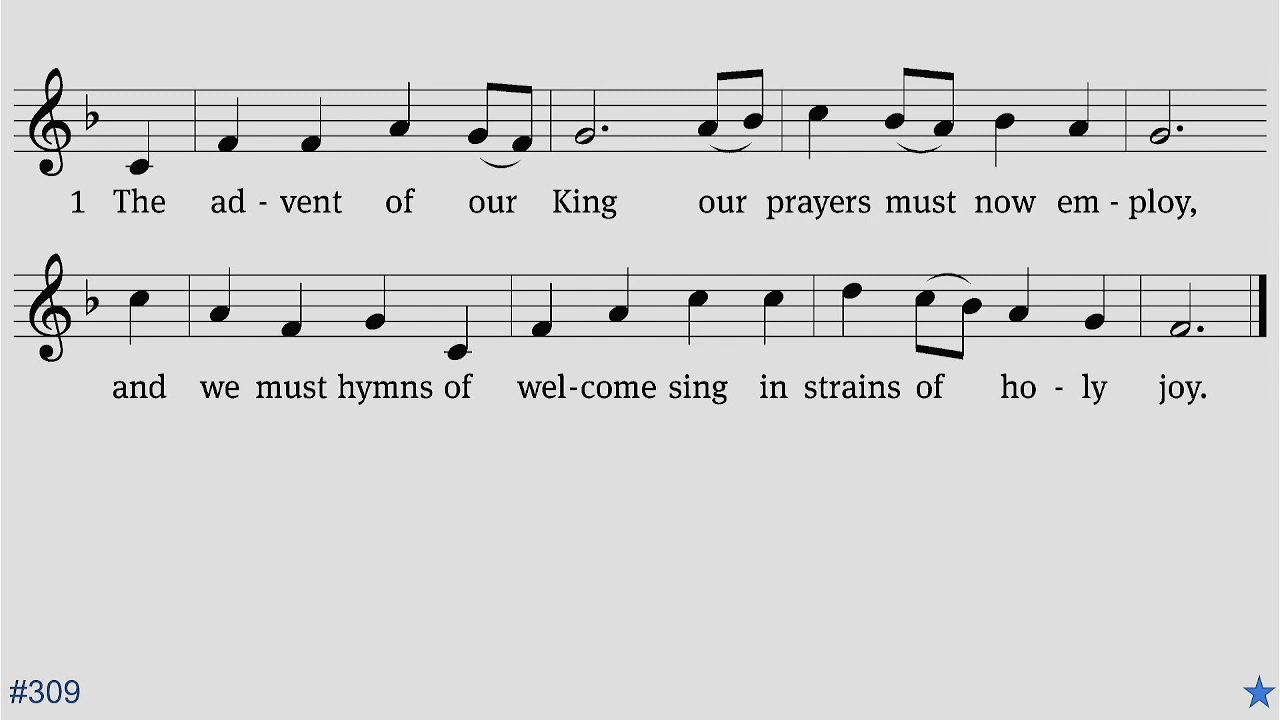 1 The ad - vent of our King our prayers must now em - ploy,
and we must hymns of wel-come sing in strains of ho - ly joy.
#309